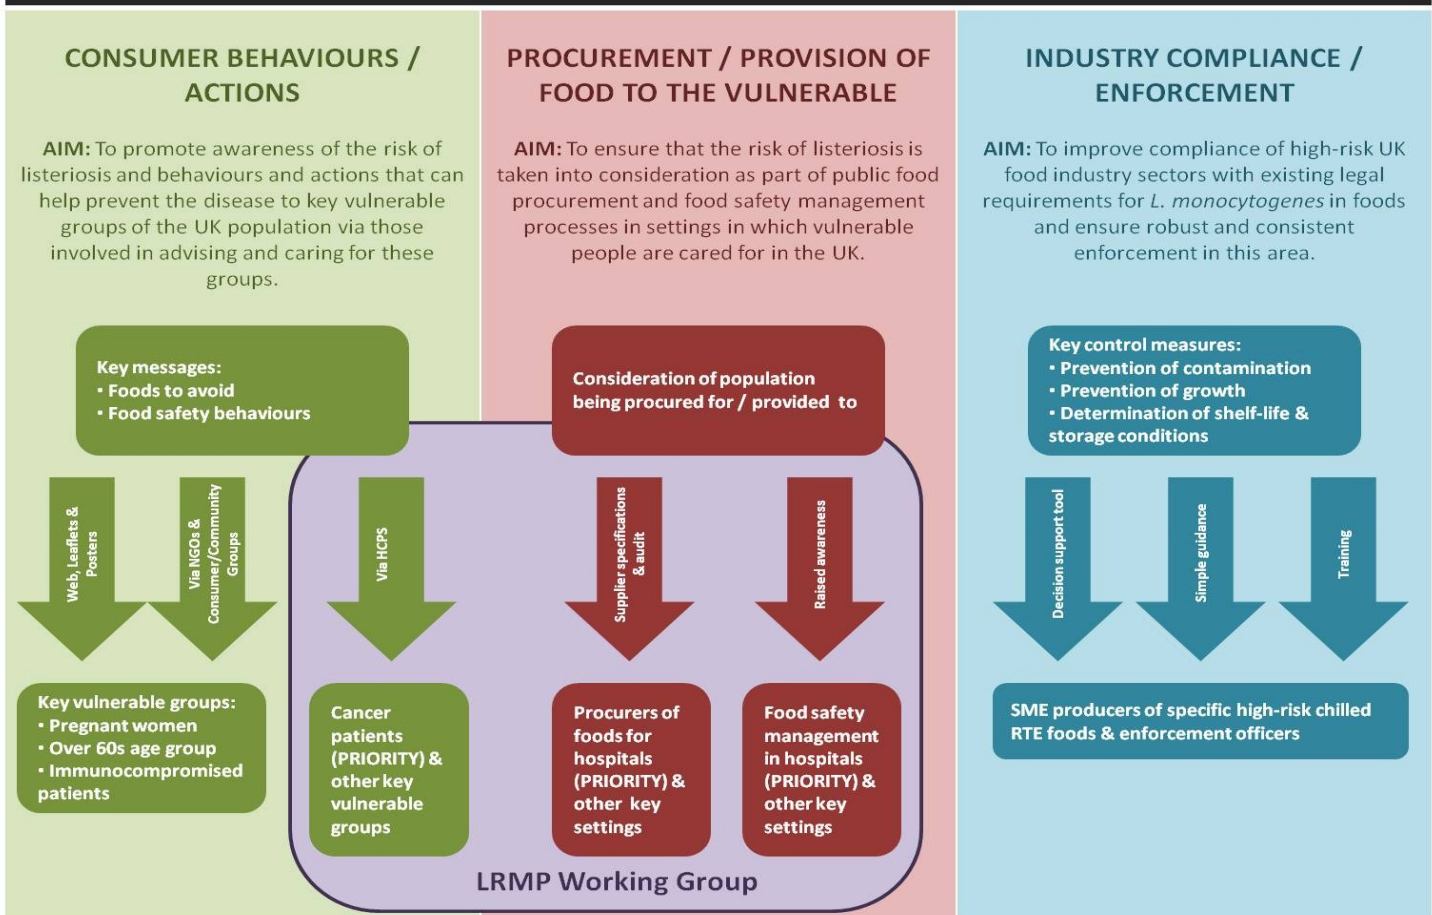 CONSUMER BEHAVIOURS /
ACTIONS
AIM: To promote awareness of the risk of
listeriosis and behaviours and actions that can
help prevent the disease to key vulnerable
groups of the UK population via those
involved in advising and caring for these
groups.
Key messages:
• Foods to avoid
• Food safety behaviours
Web, Leaflets &
Posters
Via NGOs &
Consumer/Community
Groups
Via HCPS
Key vulnerable groups:
• Pregnant women
• Over 60s age group
• Immunocompromised
patients
Cancer
patients
(PRIORITY) &
other key
vulnerable
groups
PROCUREMENT / PROVISION OF
FOOD TO THE VULNERABLE
AIM: To ensure that the risk of listeriosis is
taken into consideration as part of public food
procurement and food safety management
processes in settings in which vulnerable
people are cared for in the UK.
Consideration of population
being procured for / provided to
Supplier specifications
& audit
Raised awareness
Procurers of
foods for
hospitals
(PRIORITY) &
other key
settings
Food safety
management
in hospitals
(PRIORITY) &
other key
settings
LRMP Working Group
INDUSTRY COMPLIANCE /
ENFORCEMENT
AIM: To improve compliance of high-risk UK
food industry sectors with existing legal
requirements for L. monocytogenes in foods
and ensure robust and consistent
enforcement in this area.
Key control measures:
• Prevention of contamination
• Prevention of growth
• Determination of shelf-life &
storage conditions
Decision support tool
Simple guidance
Training
SME producers of specific high-risk chilled
RTE foods & enforcement officers